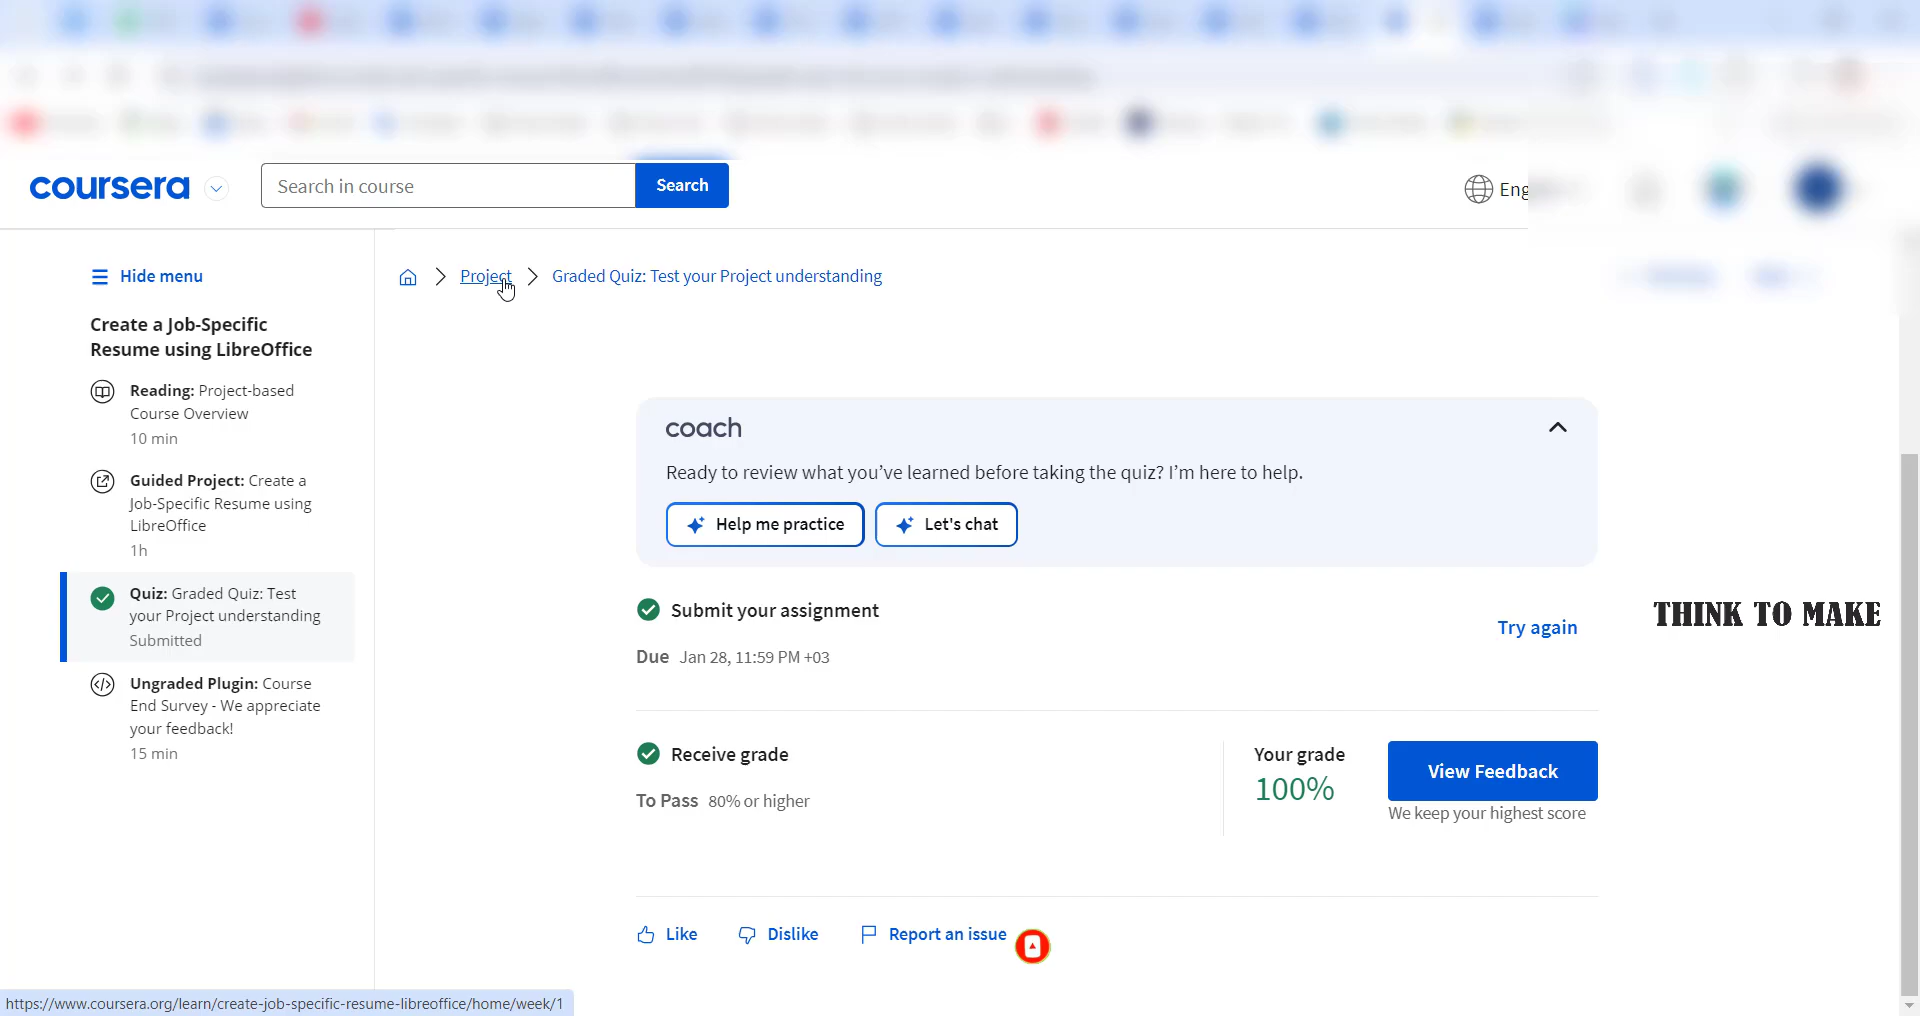 coursera
Search in course
Search
Eng
Hide menu
Project
Graded Quiz: Test your Project understanding
Create a Job-Specific
Resume using LibreOffice
Reading: Project-based
Course Overview
10 min
Guided Project: Create a
Job-Specific Resume using
LibreOffice
1h
Quiz: Graded Quiz: Test
your Project understanding
Submitted
Ungraded Plugin: Course
End Survey - We appreciate
your feedback!
15 min
coach
Ready to review what you’ve learned before taking the quiz? I’m here to help.
Help me practice
Let's chat
Submit your assignment
Due Jan 28, 11:59 PM +03
Try again
THINK TO MAKE
Receive grade
To Pass 80% or higher
Your grade
100%
View Feedback
We keep your highest score
Like
Dislike
Report an issue
https://www.coursera.org/learn/create-job-specific-resume-libreoffice/home/week/1